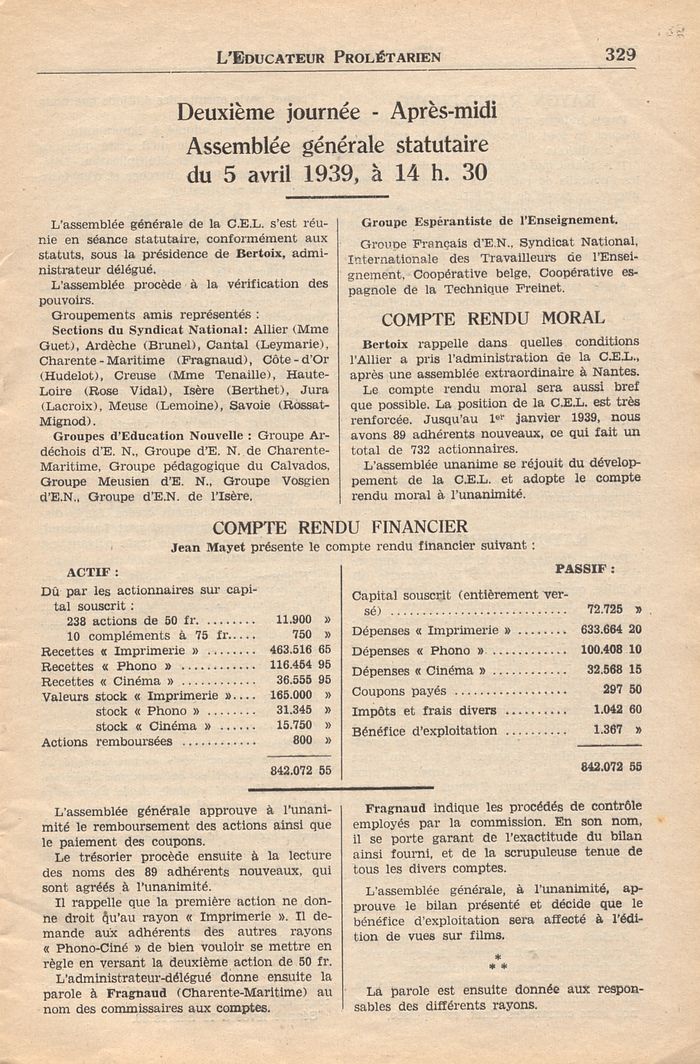 L'Educateur Prolétarien 329
Deuxième journée - Après-midi
Assemblée générale statutaire
du 5 avril 1939, à 14 h. 30
L'assemblée générale de la C.E.L. s'est réu-
nie en séance statutaire, conformément aux
statuts, sous la présidence de Bertoix, admi-
nistrateur délégué.
L'assemblée procède à la vérification des
pouvoirs.
Groupements amis représentés :
Sections du Syndicat National: Allier (Mme
Guet), Ardèche (Brunel), Cantal (Leymarie),
Charente-Maritime (Fragnaud), Côte-d'Or
(Hudelot), Creuse (Mme Tenaille), Haute-
Loire (Rose Vidal), Isère (Berthet), Jura
(Lacroix), Meuse (Lemoine), Savoie (Rossat-
Mignod).
Groupes d'Education Nouvelle : Groupe Ar-
déchois d'E. N., Groupe d'E. N. de Charente-
Maritime, Groupe pédagogique du Calvados,
Groupe Meusien d'E. N., Groupe Vosgien
d'E.N., Groupe d'E.N. de l'Isère.
Groupe Espérantiste de l'Enseignement.
Groupe Français d'E.N., Syndicat National,
Internationale des Travailleurs de l'Ensei-
gnement, Coopérative belge, Coopérative es-
pagnole de la Technique Freinet.
COMPTE RENDU MORAL
Bertoix rappelle dans quelles conditions
l'Allier a pris l'administration de la C.E.L.,
après une assemblée extraordinaire à Nantes.
Le compte rendu moral sera aussi bref
que possible. La position de la C.E.L. est très
renforcée. Jusqu'au 1er janvier 1939, nous
avons 89 adhérents nouveaux, ce qui fait un
total de 732 actionnaires.
L'assemblée unanime se réjouit du dévelop-
pement de la C.E.L. et adopte le compte
rendu moral à l'unanimité.
COMPTE RENDU FINANCIER
Jean Mayet présente le compte rendu financier suivant :
ACTIF :
Dû par les actionnaires sur capi-
tal souscrit :
238 actions de 50 fr. ........ 11.900 »
10 compléments à 75 fr..... 750 »
Recettes « Imprimerie » ........ 463.516 65
Recettes « Phono » ............ 116.454 95
Recettes « Cinéma » ............ 36.555 95
Valeurs stock « Imprimerie ».... 165.000 »
stock « Phono » ........ 31.345 »
stock « Cinéma » ...... 15.750 »
Actions remboursées ............ 800 »
842.072 55
PASSIF :
Capital souscrit (entièrement ver-
sé) ............................ 72.725 »
Dépenses « Imprimerie » ........ 633.664 20
Dépenses « Phono » ............ 100.408 10
Dépenses « Cinéma » ............ 32.568 15
Coupons payés .................. 297 50
Impôts et frais divers .......... 1.042 60
Bénéfice d'exploitation .......... 1.367 »
842.072 55
L'assemblée générale approuve à l'unani-
mité le remboursement des actions ainsi que
le paiement des coupons.
Le trésorier procède ensuite à la lecture
des noms des 89 adhérents nouveaux, qui
sont agréés à l'unanimité.
Il rappelle que la première action ne don-
ne droit qu'au rayon « Imprimerie ». Il de-
mande aux adhérents des autres rayons
« Phono-Ciné » de bien vouloir se mettre en
règle en versant la deuxième action de 50 fr.
L'administrateur-délégué donne ensuite la
parole à Fragnaud (Charente-Maritime) au
nom des commissaires aux comptes.
Fragnaud indique les procédés de contrôle
employés par la commission. En son nom,
il se porte garant de l'exactitude du bilan
ainsi fourni, et de la scrupuleuse tenue de
tous les divers comptes.
L'assemblée générale, à l'unanimité, ap-
prouve le bilan présenté et décide que le
bénéfice d'exploitation sera affecté à l'édi-
tion de vues sur films.
*
* *
La parole est ensuite donnée aux respon-
sables des différents rayons.